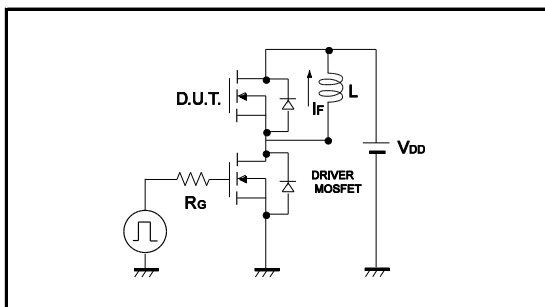 D.U.T.
IF
L
VDD
DRIVER
MOSFET
RG